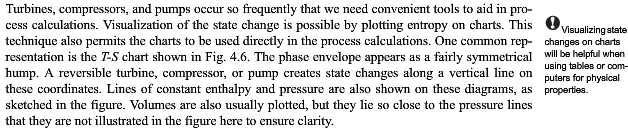 Turbines, compressors, and pumps occur so frequently that we need convenient tools to aid in pro-
cess calculations. Visualization of the state change is possible by plotting entropy on charts. This
technique also permits the charts to be used directly in the process calculations. One common rep-
resentation is the T-S chart shown in Fig. 4.6. The phase envelope appears as a fairly symmetrical
hump. A reversible turbine, compressor, or pump creates state changes along a vertical line on
these coordinates. Lines of constant enthalpy and pressure are also shown on these diagrams, as
sketched in the figure. Volumes are also usually plotted, but they lie so close to the pressure lines
that they are not illustrated in the figure here to ensure clarity.
Visualizing state
changes on charts
will be helpful when
using tables or com-
puters for physical
properties.